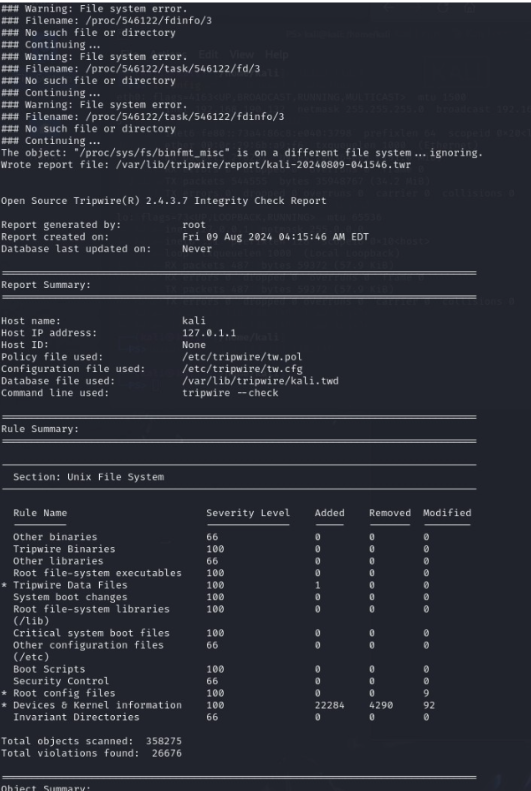 ### Warning: File system error.
### Filename: /proc/546122/fdinfo/3
### No such file or directory
### Continuing ...
### Warning: File system error.
### Filename: /proc/546122/task/546122/fd/3
### No such file or directory
### Continuing ...
### Warning: File system error.
### Filename: /proc/546122/task/546122/fdinfo/3
### No such file or directory
### Continuing ...
The object: "/proc/sys/fs/binfmt_misc" is on a different file system ... ignoring.
Wrote report file: /var/lib/tripwire/report/kali-20240809-041546.twr
Open Source Tripwire(R) 2.4.3.7 Integrity Check Report
Report generated by: root
Report created on: Fri 09 Aug 2024 04:15:46 AM EDT
Database last updated on: Never
Report Summary:
Host name: kali
Host IP address: 127.0.1.1
Host ID: None
Policy file used: /etc/tripwire/tw.pol
Configuration file used: /etc/tripwire/tw.cfg
Database file used: /var/lib/tripwire/kali.twd
Command line used: tripwire --check
Rule Summary:
Section: Unix File System
Rule Name Severity Level Added Removed Modified
Other binaries 66 0 0 0
Tripwire Binaries 100 0 0 0
Other libraries 66 0 0 0
Root file-system executables 100 0 0 0
* Tripwire Data Files 100 1 0 0
System boot changes 100 0 0 0
Root file-system libraries 100 0 0 0
(/lib)
Critical system boot files 100 0 0 0
Other configuration files 66 0 0 0
(/etc)
Boot Scripts 100 0 0 0
Security Control 66 0 0 0
* Root config files 100 0 0 9
* Devices & Kernel information 100 22284 4290 92
Invariant Directories 66 0 0 0
Total objects scanned: 358275
Total violations found: 26676
Object Summary: